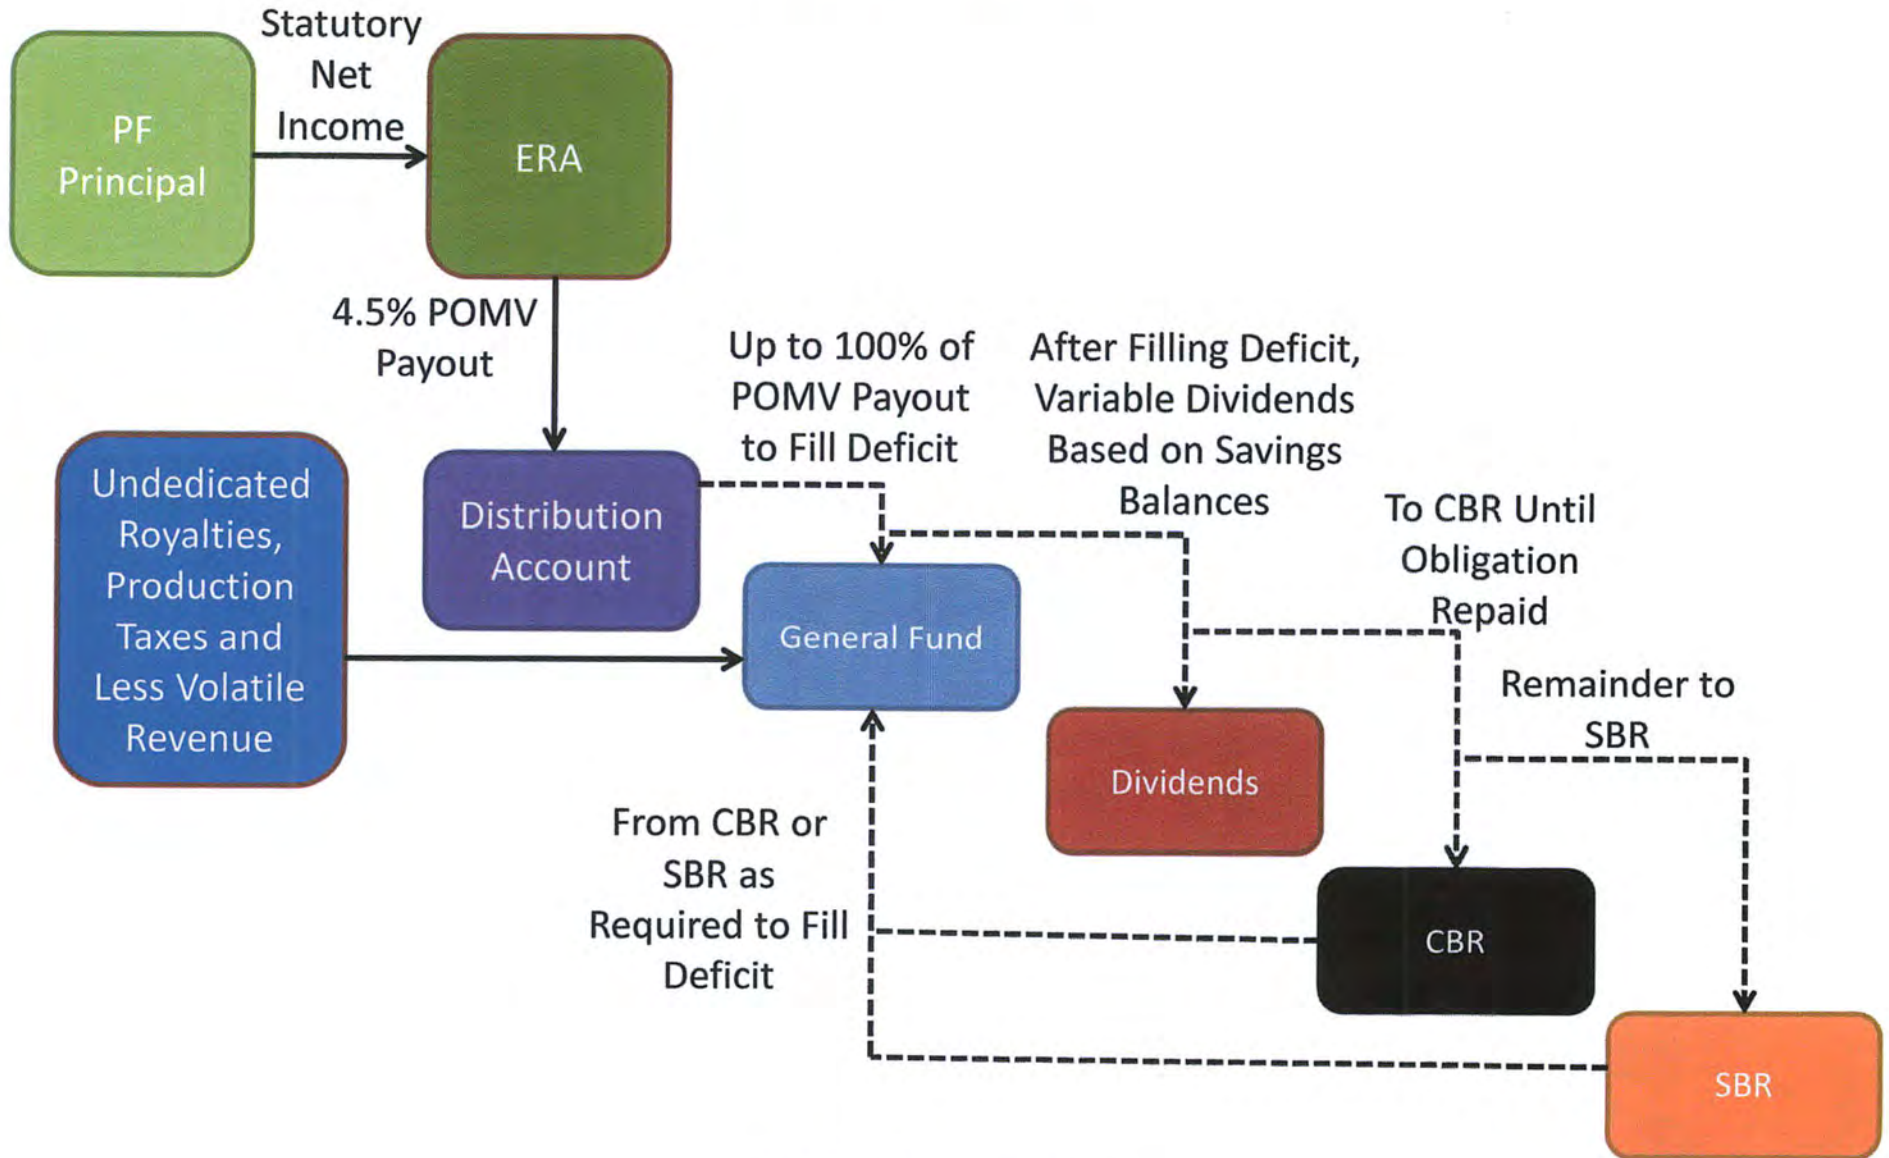 Statutory
Net
Income
PF
Principal
ERA
4.5% POMV
Payout
Up to 100% of
POMV Payout
to Fill Deficit
After Filling Deficit,
Variable Dividends
Based on Savings
Balances
Undedicated
Royalties,
Production
Taxes and
Less Volatile
Revenue
Distribution
Account
To CBR Until
Obligation
Repaid
General Fund
Remainder to
SBR
Dividends
From CBR or
SBR as
Required to Fill
Deficit
CBR
SBR